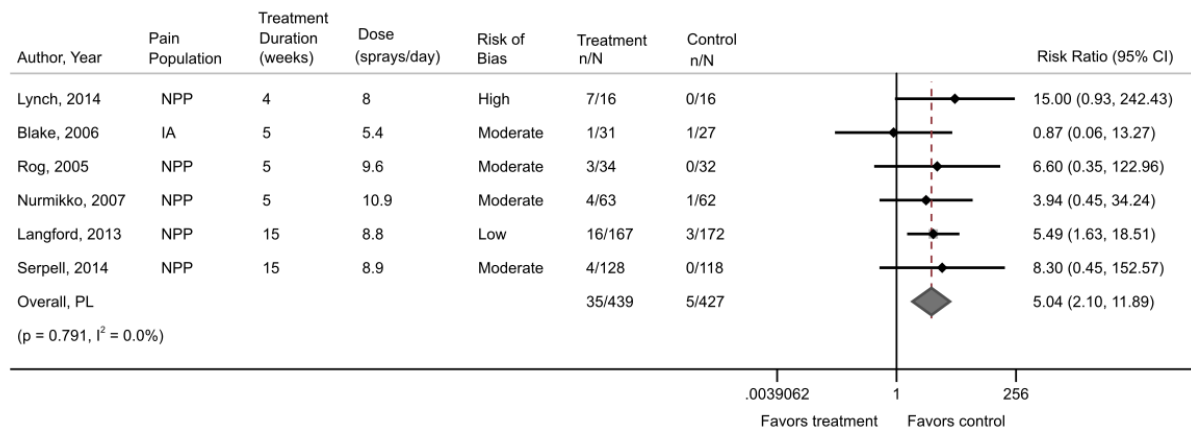 Author, Year Pain Population Treatment Duration (weeks) Dose (sprays/day) Risk of Bias Treatment n/N Control n/N Risk Ratio (95% CI)
Lynch, 2014 NPP 4 8 High 7/16 0/16 15.00 (0.93, 242.43)
Blake, 2006 IA 5 5.4 Moderate 1/31 1/27 0.87 (0.06, 13.27)
Rog, 2005 NPP 5 9.6 Moderate 3/34 0/32 6.60 (0.35, 122.96)
Nurmikko, 2007 NPP 5 10.9 Moderate 4/63 1/62 3.94 (0.45, 34.24)
Langford, 2013 NPP 15 8.8 Low 16/167 3/172 5.49 (1.63, 18.51)
Serpell, 2014 NPP 15 8.9 Moderate 4/128 0/118 8.30 (0.45, 152.57)
Overall, PL 35/439 5/427 5.04 (2.10, 11.89)
(p = 0.791, I² = 0.0%)
.0039062 1 256
Favors treatment Favors control